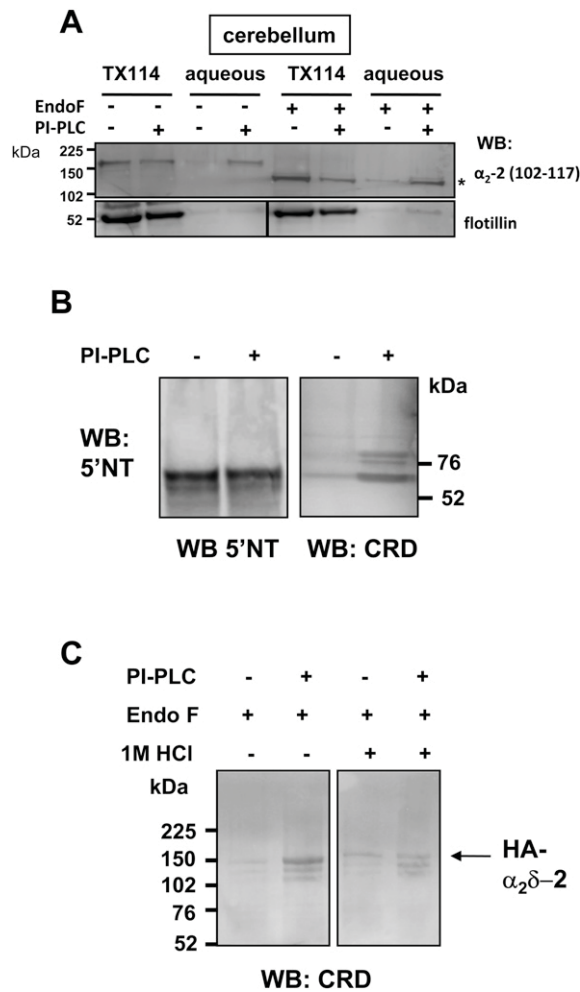 A
cerebellum
TX114 aqueous TX114 aqueous
EndoF - - - - + + + +
PI-PLC - + - + - + - +
kDa
WB:
225
150
102
α₂-2 (102-117)
*
52
flotillin
B
PI-PLC - + - +
kDa
WB:
5'NT
76
52
WB 5'NT WB: CRD
C
PI-PLC - + - +
Endo F + + + +
1M HCl - - + +
kDa
225
150
102
76
52
HA-
α₂δ–2
WB: CRD